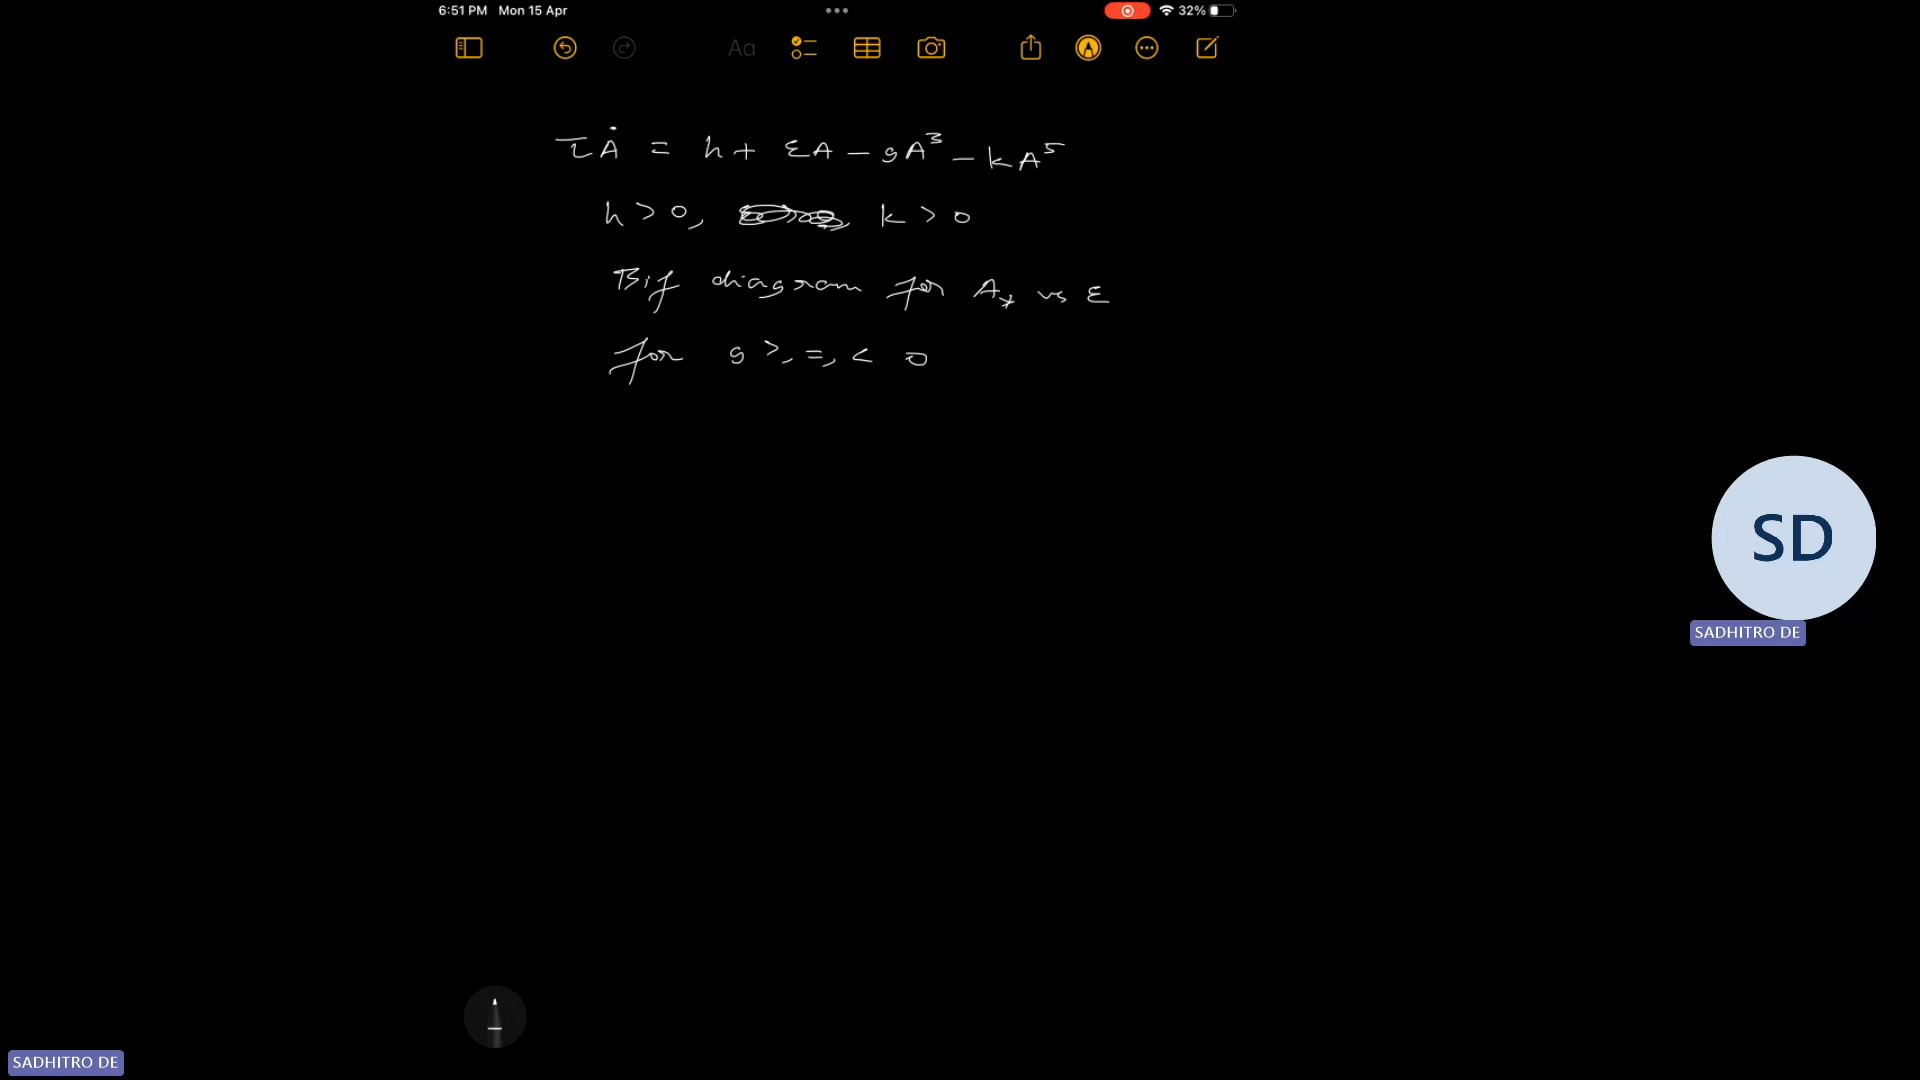 6:51 PM Mon 15 Apr
32%
Aa
τȦ = h + εA − gA³ − kA⁵
h > 0, k > 0
Bif diagram for A* vs ε
for g >, =, < 0
SD
SADHITRO DE
SADHITRO DE